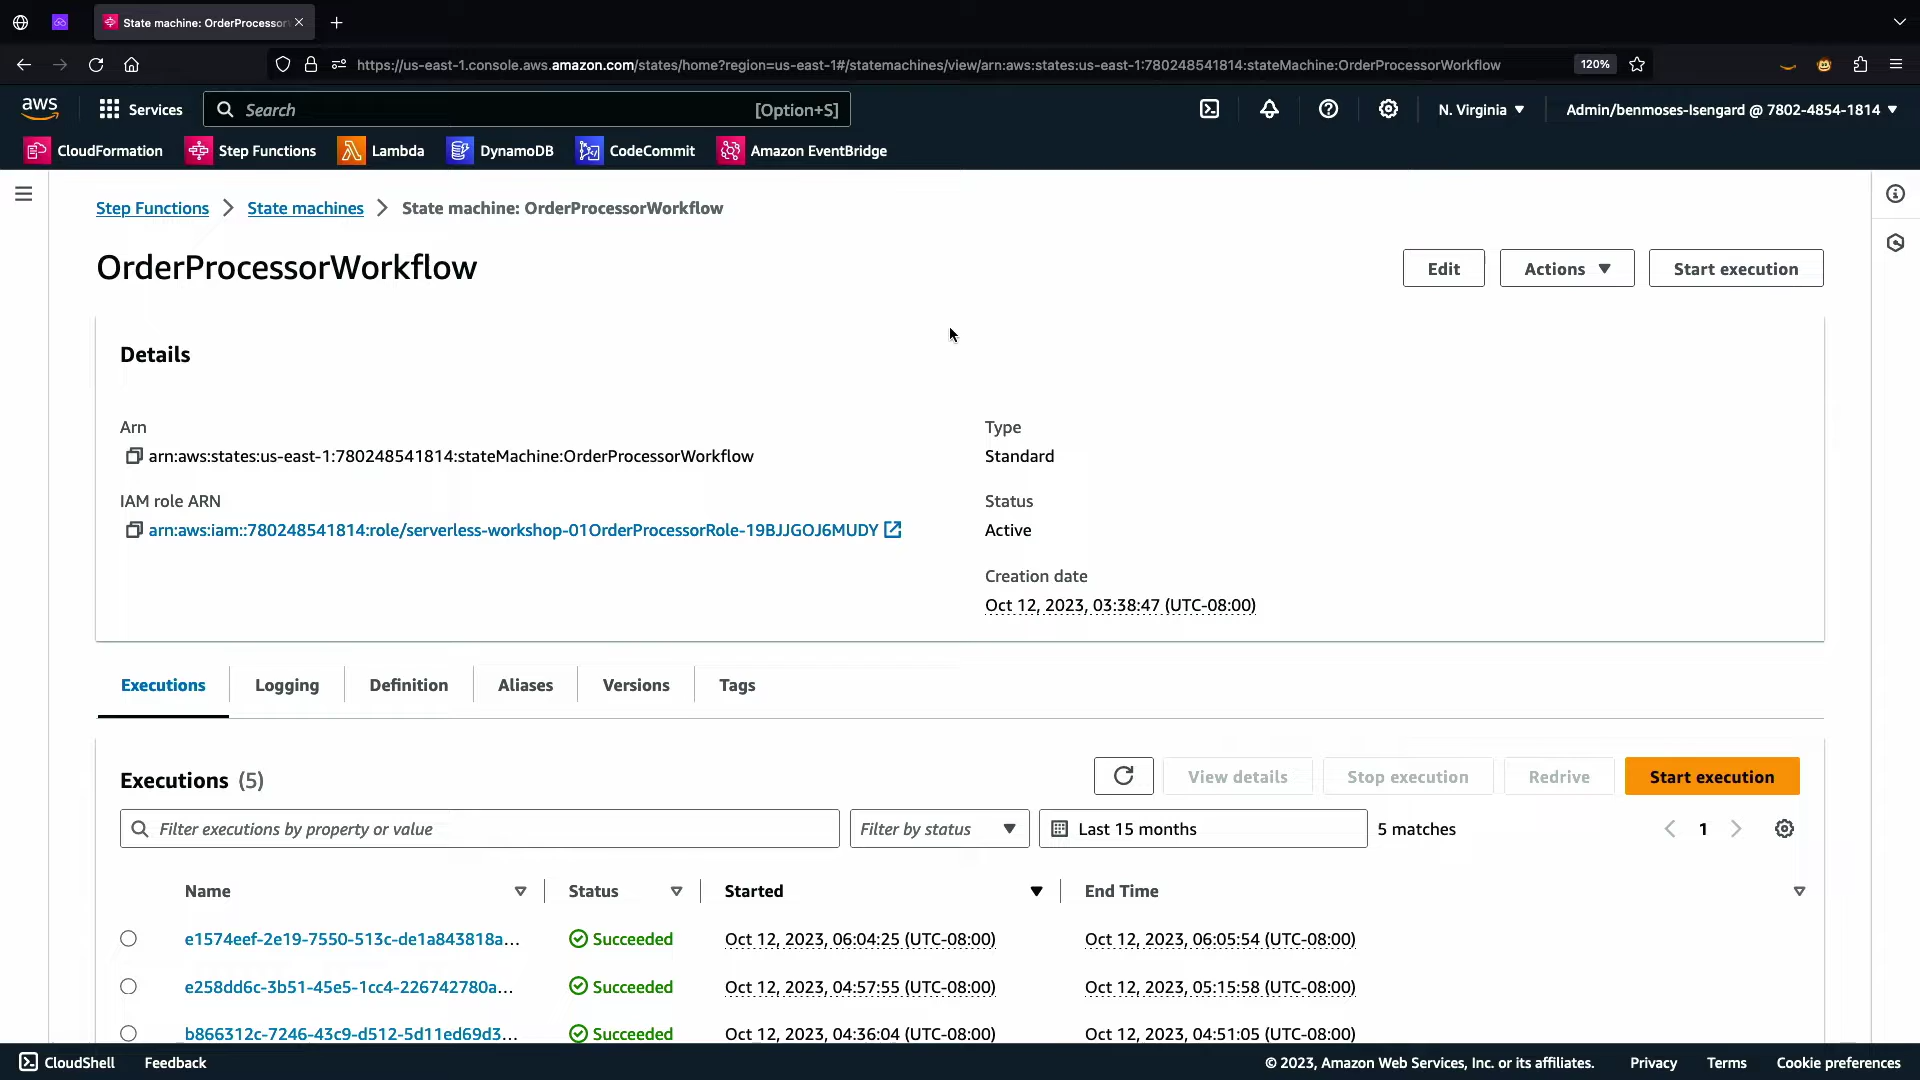 State machine: OrderProcessor
https://us-east-1.console.aws.amazon.com/states/home?region=us-east-1#/statemachines/view/arn:aws:states:us-east-1:780248541814:stateMachine:OrderProcessorWorkflow
120%
aws
Services
Search
[Option+S]
N. Virginia
Admin/benmoses-Isengard @ 7802-4854-1814
CloudFormation
Step Functions
Lambda
DynamoDB
CodeCommit
Amazon EventBridge
Step Functions
State machines
State machine: OrderProcessorWorkflow
OrderProcessorWorkflow
Edit
Actions
Start execution
Details
Arn
arn:aws:states:us-east-1:780248541814:stateMachine:OrderProcessorWorkflow
IAM role ARN
arn:aws:iam::780248541814:role/serverless-workshop-01OrderProcessorRole-19BJJGOJ6MUDY
Type
Standard
Status
Active
Creation date
Oct 12, 2023, 03:38:47 (UTC-08:00)
Executions
Logging
Definition
Aliases
Versions
Tags
Executions (5)
View details
Stop execution
Redrive
Start execution
Filter executions by property or value
Filter by status
Last 15 months
5 matches
1
Name
Status
Started
End Time
e1574eef-2e19-7550-513c-de1a843818a... Succeeded Oct 12, 2023, 06:04:25 (UTC-08:00) Oct 12, 2023, 06:05:54 (UTC-08:00)
e258dd6c-3b51-45e5-1cc4-226742780a... Succeeded Oct 12, 2023, 04:57:55 (UTC-08:00) Oct 12, 2023, 05:15:58 (UTC-08:00)
b866312c-7246-43c9-d512-5d11ed69d3... Succeeded Oct 12, 2023, 04:36:04 (UTC-08:00) Oct 12, 2023, 04:51:05 (UTC-08:00)
CloudShell
Feedback
© 2023, Amazon Web Services, Inc. or its affiliates.
Privacy
Terms
Cookie preferences